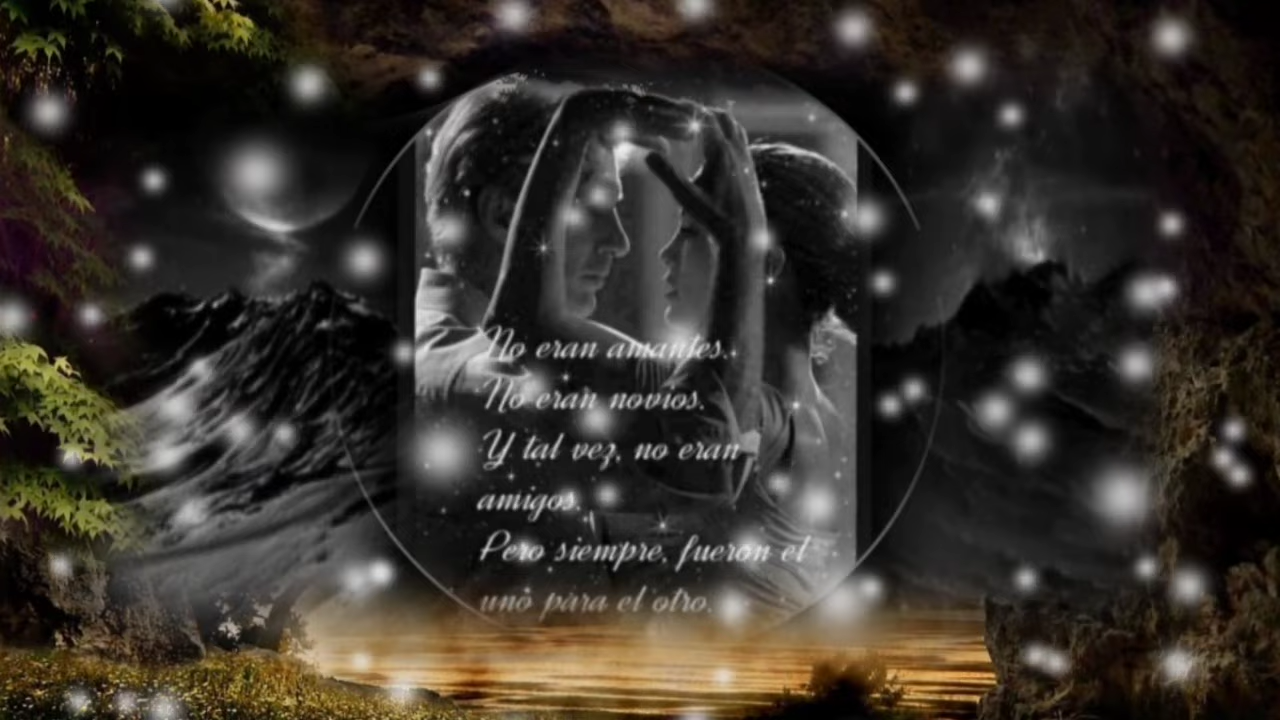 No eran amantes..
No eran novios.
Y tal vez, no eran
amigos.
Pero siempre, fueron el
uno para el otro.